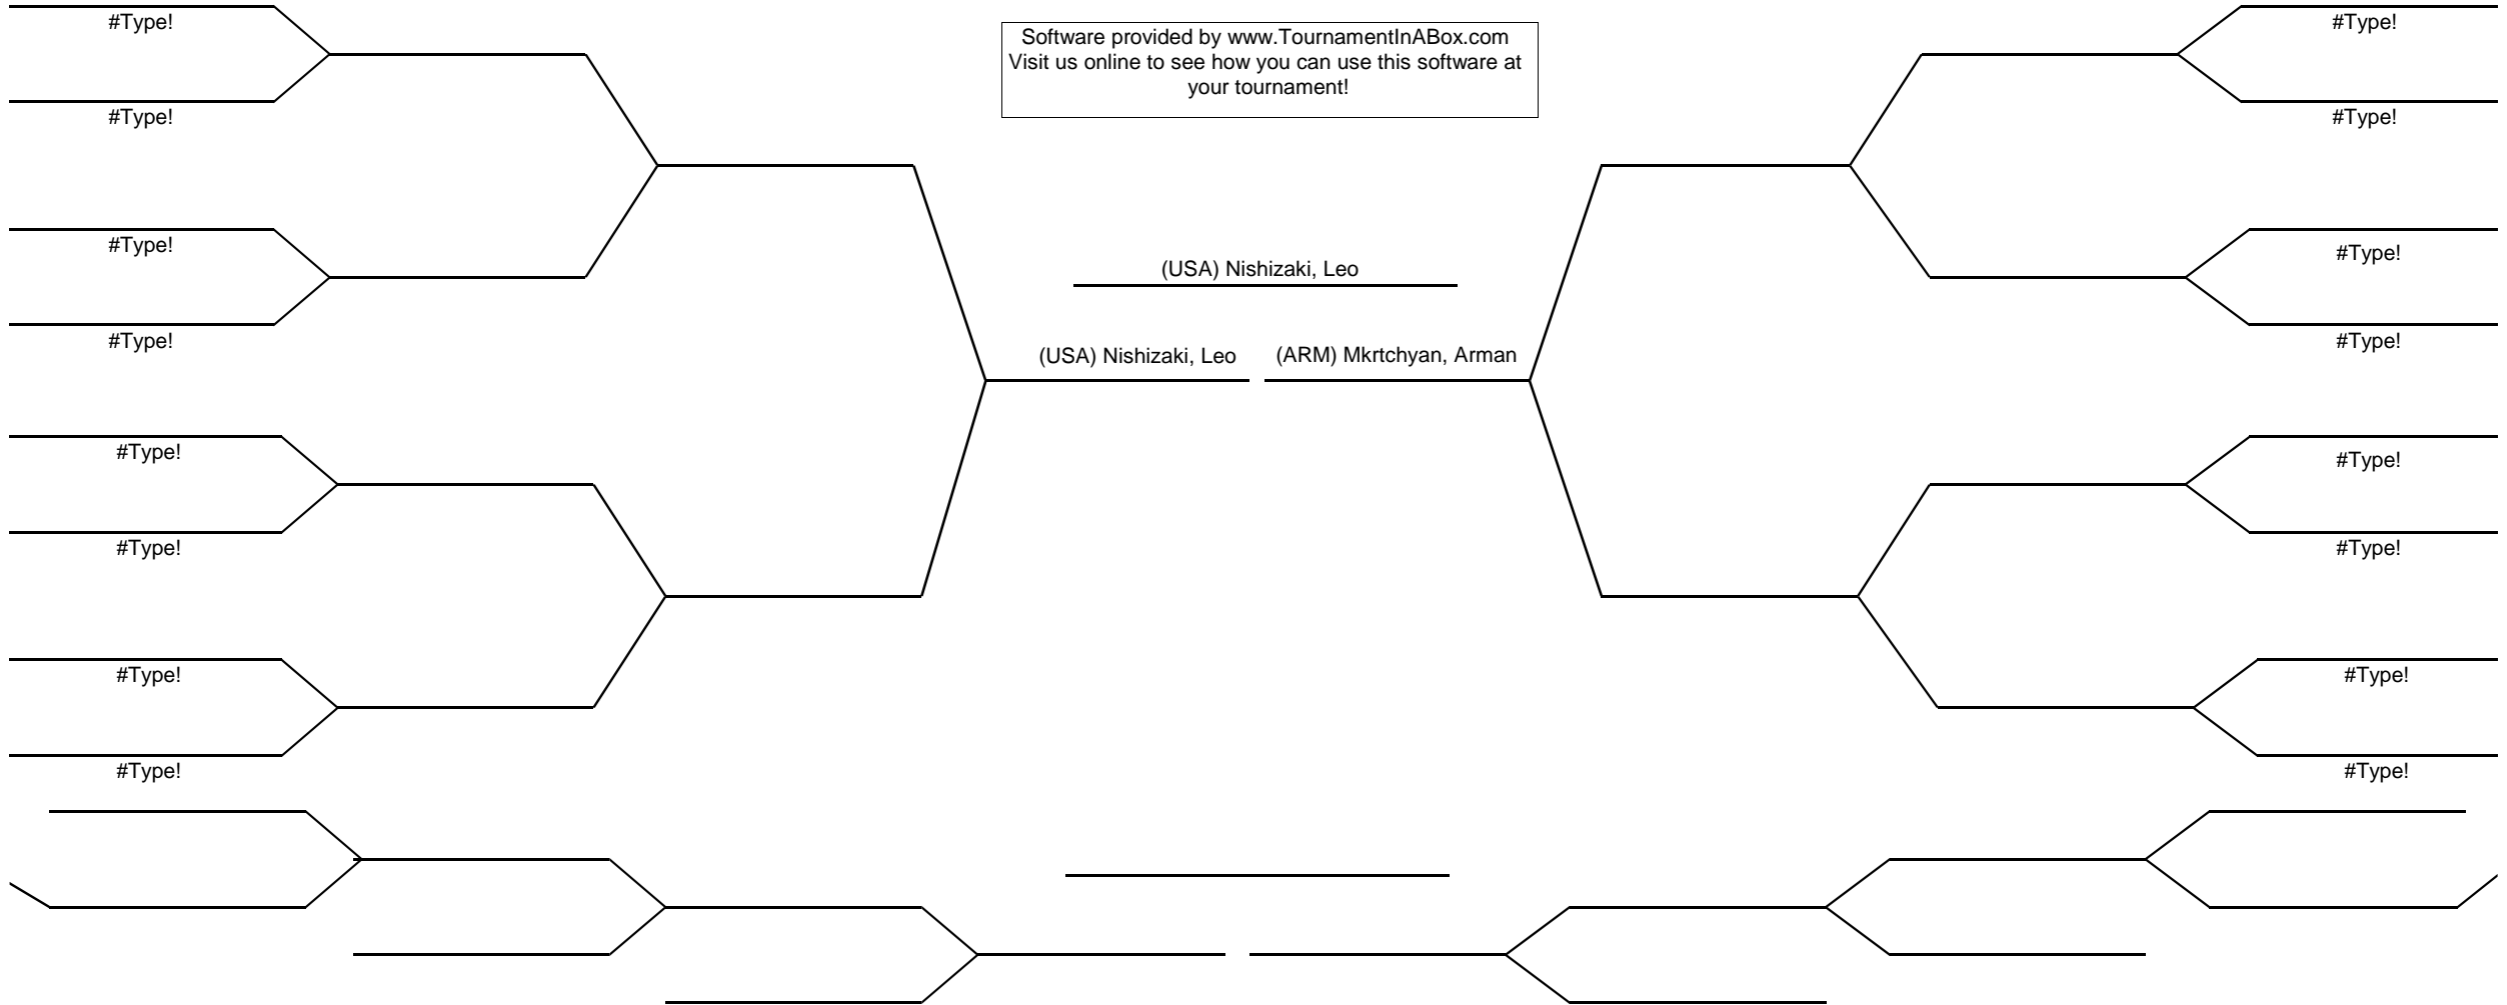 #Type!
#Type!
Software provided by www.TournamentInABox.com
Visit us online to see how you can use this software at
your tournament!
#Type!
#Type!
#Type!
#Type!
(USA) Nishizaki, Leo
#Type!
#Type!
(USA) Nishizaki, Leo
(ARM) Mkrtchyan, Arman
#Type!
#Type!
#Type!
#Type!
#Type!
#Type!
#Type!
#Type!